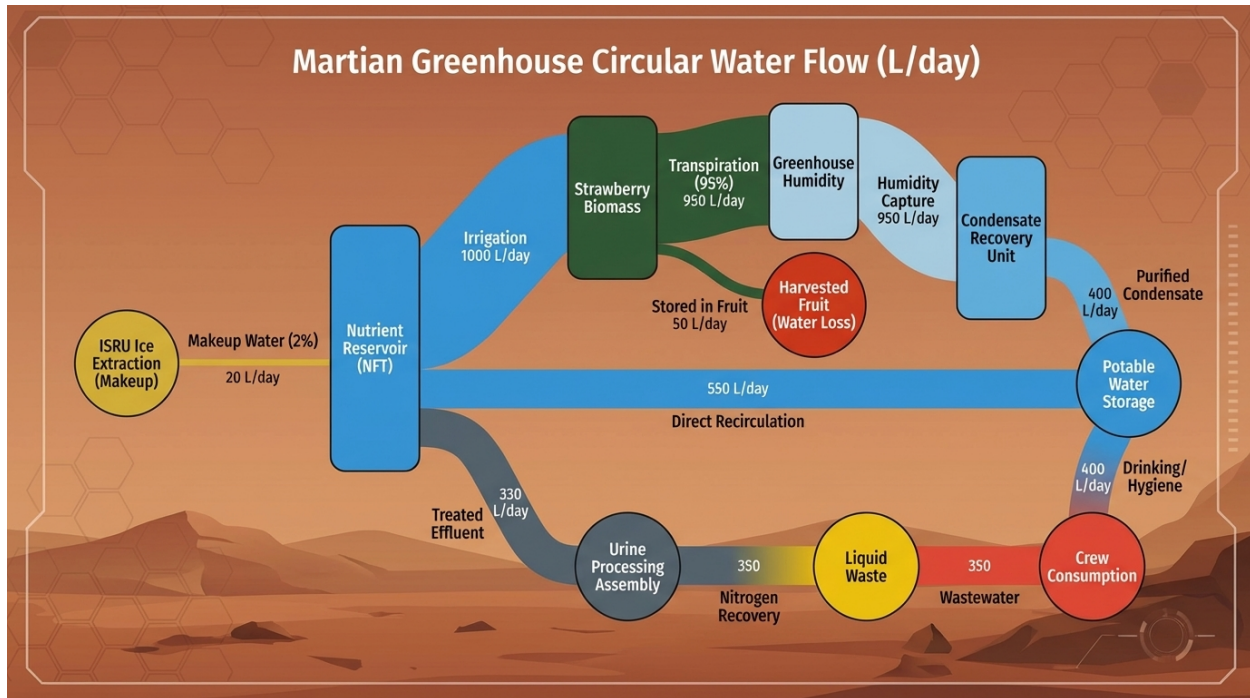 Martian Greenhouse Circular Water Flow (L/day)
Strawberry
Biomass
Transpiration
(95%)
950 L/day
Greenhouse
Humidity
Humidity
Capture
950 L/day
Condensate
Recovery
Unit
Irrigation
1000 L/day
Stored in Fruit
50 L/day
Harvested
Fruit
(Water Loss)
400
L/day
Purified
Condensate
ISRU Ice
Extraction
(Makeup)
Makeup Water (2%)
20 L/day
Nutrient
Reservoir
(NFT)
550 L/day
Direct Recirculation
Potable
Water
Storage
400
L/day
Drinking/
Hygiene
330
L/day
Treated
Effluent
Urine
Processing
Assembly
350
Nitrogen
Recovery
Liquid
Waste
350
Wastewater
Crew
Consumption